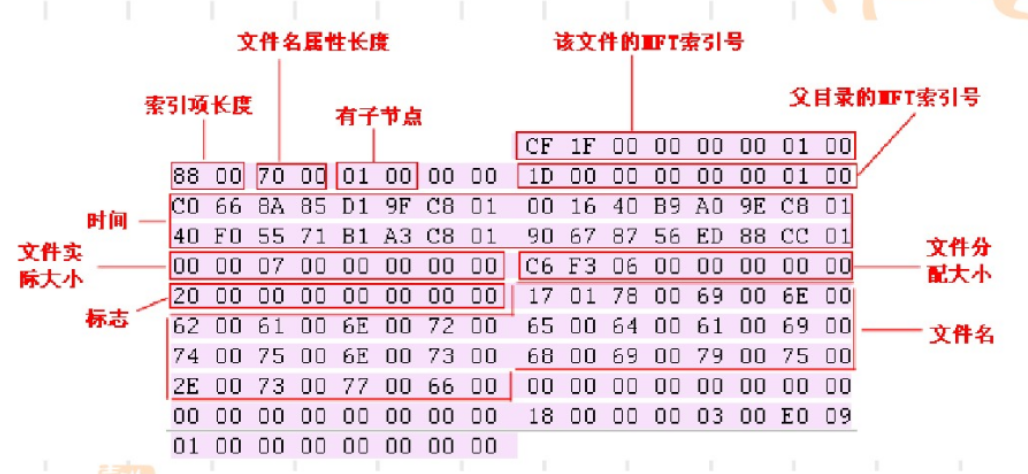 文件名属性长度
该文件的MFT索引号
索引项长度
有子节点
父目录的MFT索引号
CF 1F 00 00 00 00 01 00
88 00 70 00 01 00 00 00 1D 00 00 00 00 00 01 00
时间
C0 66 8A 85 D1 9F C8 01 00 16 40 B9 A0 9E C8 01
40 F0 55 71 B1 A3 C8 01 90 67 87 56 ED 88 CC 01
文件实际大小
00 00 07 00 00 00 00 00 C6 F3 06 00 00 00 00 00
文件分配大小
标志
20 00 00 00 00 00 00 00 17 01 78 00 69 00 6E 00
62 00 61 00 6E 00 72 00 65 00 64 00 61 00 69 00
文件名
74 00 75 00 6E 00 73 00 68 00 69 00 79 00 75 00
2E 00 73 00 77 00 66 00 00 00 00 00 00 00 00 00
00 00 00 00 00 00 00 00 18 00 00 00 03 00 E0 09
01 00 00 00 00 00 00 00